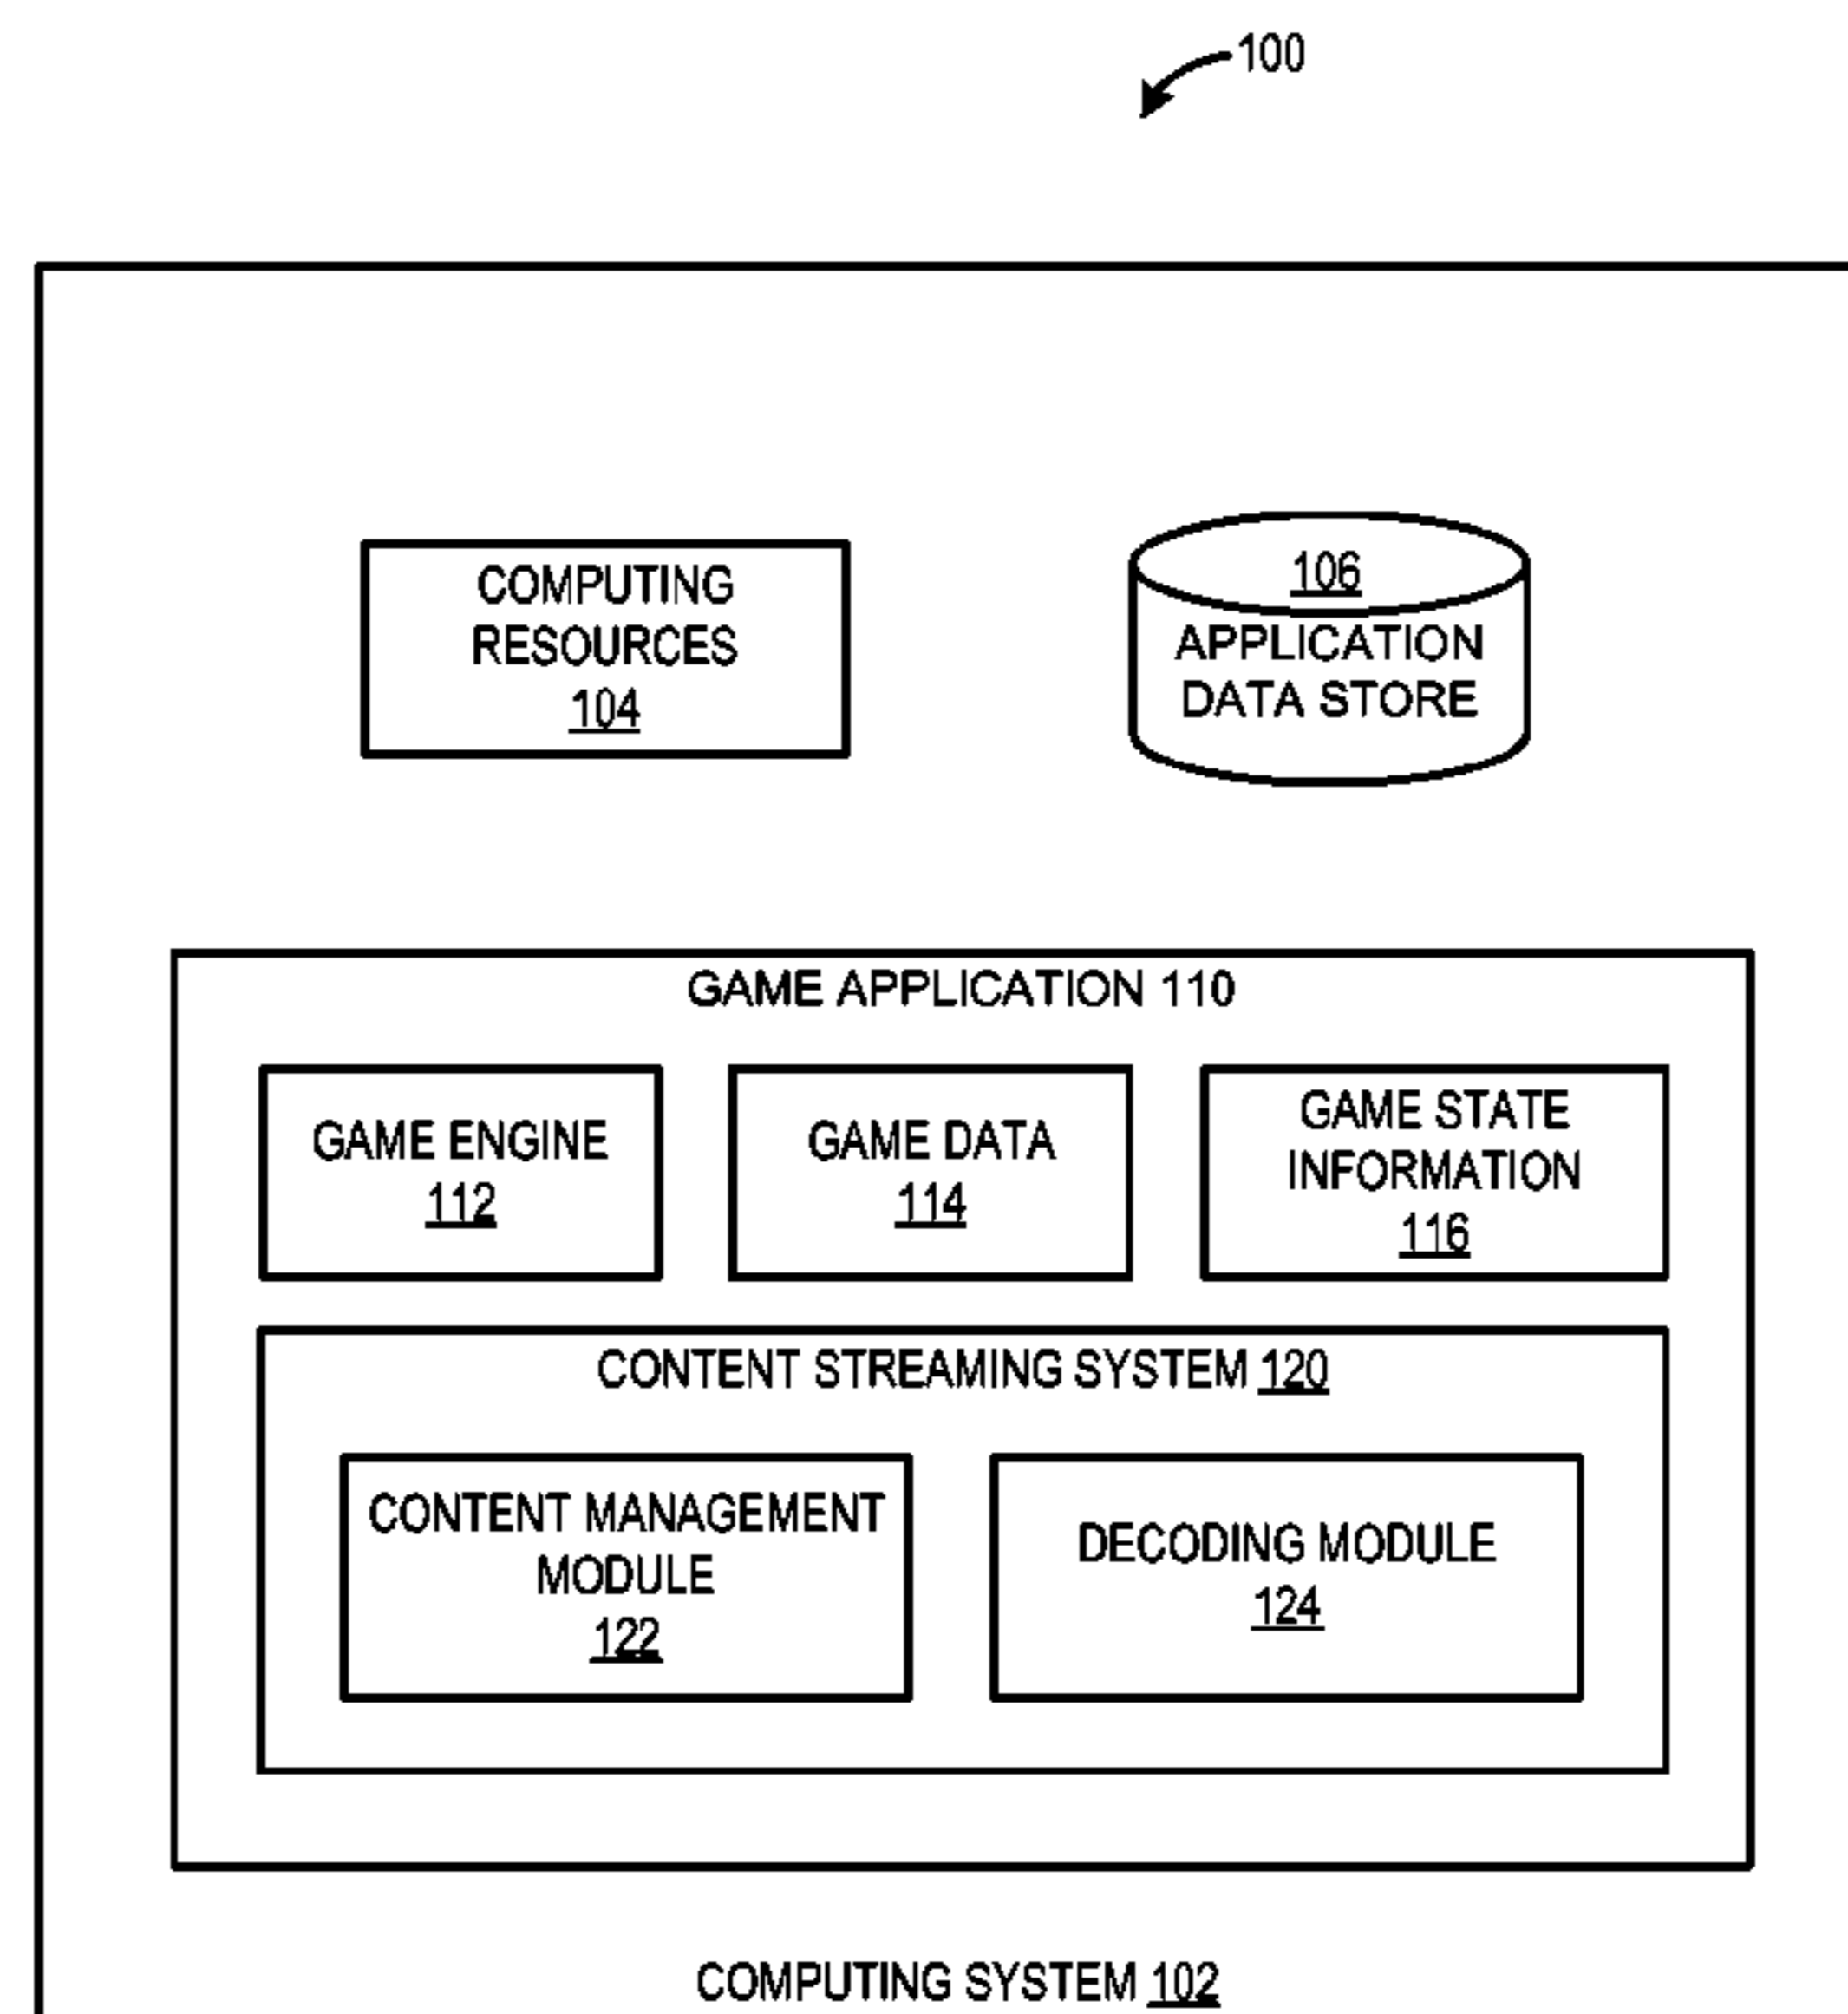 100
COMPUTING
RESOURCES
104
106
APPLICATION
DATA STORE
GAME APPLICATION 110
GAME ENGINE
112
GAME DATA
114
GAME STATE
INFORMATION
116
CONTENT STREAMING SYSTEM 120
CONTENT MANAGEMENT
MODULE
122
DECODING MODULE
124
COMPUTING SYSTEM 102